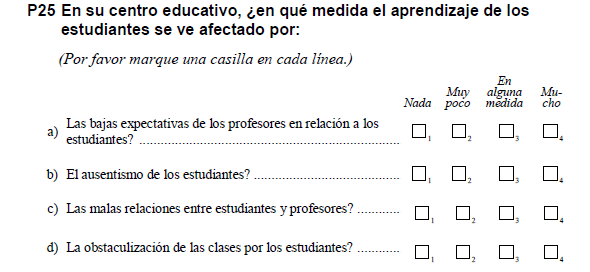 P25 En su centro educativo, ¿en qué medida el aprendizaje de los
estudiantes se ve afectado por:
(Por favor marque una casilla en cada línea.)
Nada Muy poco En alguna medida Mu-cho
a) Las bajas expectativas de los profesores en relación a los
estudiantes? ........ □1 □2 □3 □4
b) El ausentismo de los estudiantes? ........ □1 □2 □3 □4
c) Las malas relaciones entre estudiantes y profesores? ........ □1 □2 □3 □4
d) La obstaculización de las clases por los estudiantes? ........ □1 □2 □3 □4